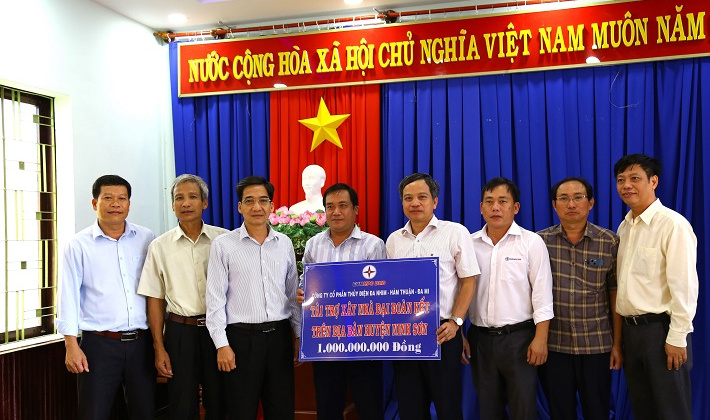 NƯỚC CỘNG HÒA XÃ HỘI CHỦ NGHĨA VIỆT NAM MUÔN NĂM
CÔNG TY CỔ PHẦN THỦY ĐIỆN ĐA NHIM - HÀM THUẬN - ĐA MI
TÀI TRỢ XÂY NHÀ ĐẠI ĐOÀN KẾT
TRÊN ĐỊA BÀN HUYỆN NINH SƠN
1.000.000.000 Đồng